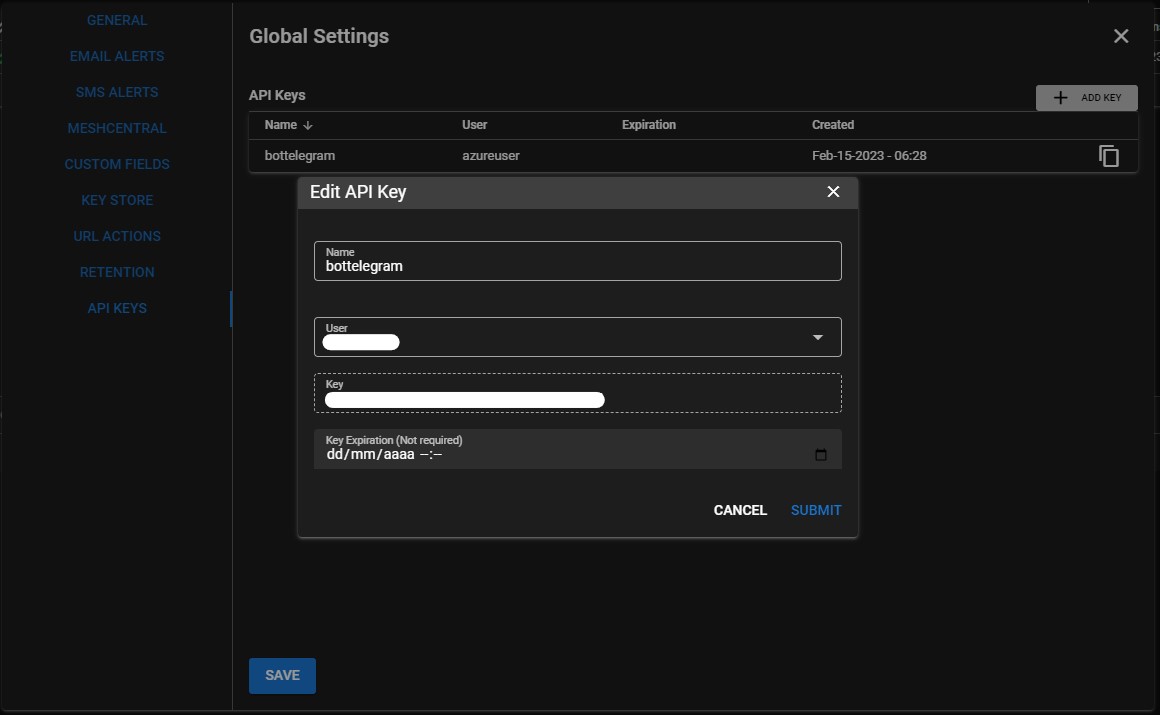 GENERAL
EMAIL ALERTS
SMS ALERTS
MESHCENTRAL
CUSTOM FIELDS
KEY STORE
URL ACTIONS
RETENTION
API KEYS
Global Settings
API Keys
ADD KEY
Name User Expiration Created
bottelegram azureuser Feb-15-2023 - 06:28
Edit API Key
Name
bottelegram
User
Key
Key Expiration (Not required)
dd/mm/aaaa --:--
CANCEL SUBMIT
SAVE